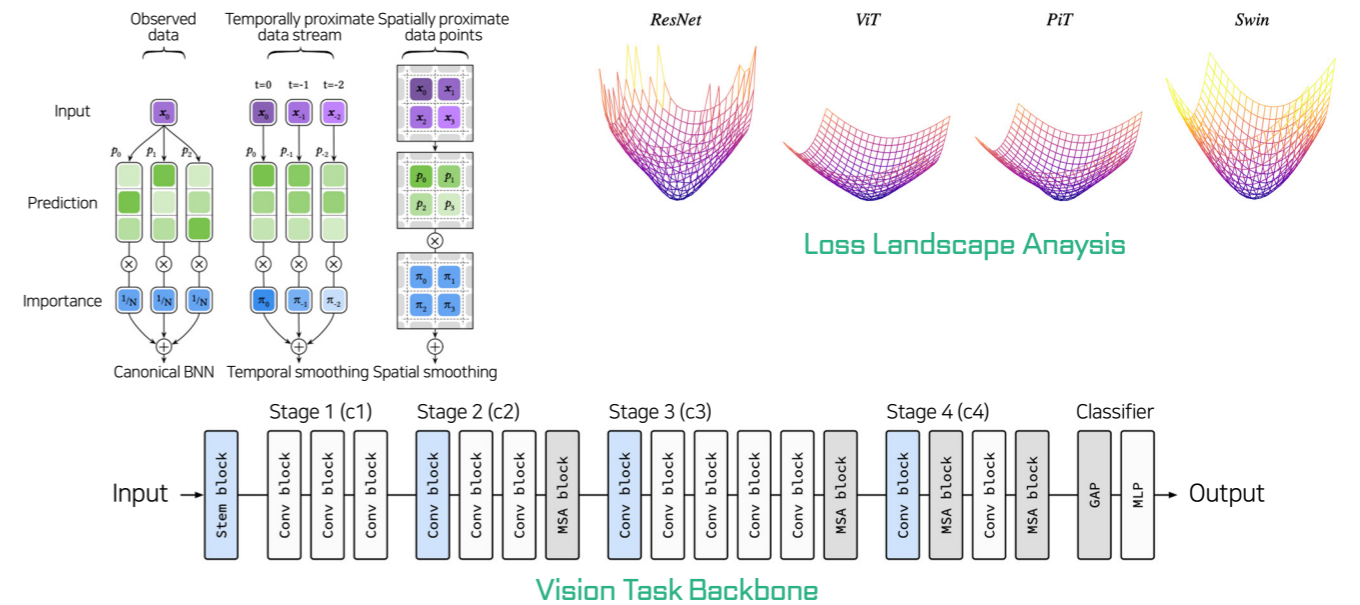 Observed data
Temporally proximate data stream
Spatially proximate data points
t=0 t=-1 t=-2
Input
x₀
x₀ x₋₁ x₋₂
x₀ x₁
x₂ x₃
p₀ p₁ p₂
p₀ p₋₁ p₋₂
Prediction
p₀ p₁
p₂ p₃
Importance
1/N 1/N 1/N
π₀ π₋₁ π₋₂
π₀ π₁
π₂ π₃
Canonical BNN
Temporal smoothing
Spatial smoothing
ResNet
ViT
PiT
Swin
Loss Landscape Anaysis
Stage 1 (c1)
Stage 2 (c2)
Stage 3 (c3)
Stage 4 (c4)
Classifier
Input
Stem block
Conv block
Conv block
Conv block
Conv block
Conv block
Conv block
MSA block
Conv block
Conv block
Conv block
Conv block
Conv block
MSA block
Conv block
MSA block
Conv block
MSA block
GAP
MLP
Output
Vision Task Backbone